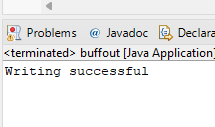 Problems @ Javadoc Declara
<terminated> buffout [Java Application]
Writing successful